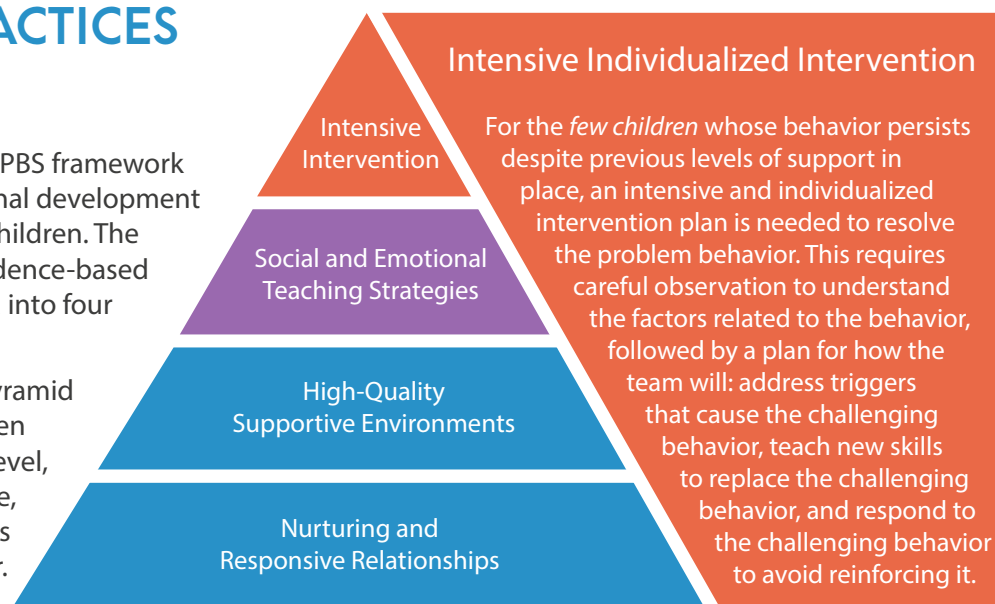 ACTICES
PBS framework
nal development
hildren. The
dence-based
into four
yramid
en
evel,
e,
s
r.
Intensive
Intervention
Social and Emotional
Teaching Strategies
High-Quality
Supportive Environments
Nurturing and
Responsive Relationships
Intensive Individualized Intervention
For the few children whose behavior persists
despite previous levels of support in
place, an intensive and individualized
intervention plan is needed to resolve
the problem behavior. This requires
careful observation to understand
the factors related to the behavior,
followed by a plan for how the
team will: address triggers
that cause the challenging
behavior, teach new skills
to replace the challenging
behavior, and respond to
the challenging behavior
to avoid reinforcing it.